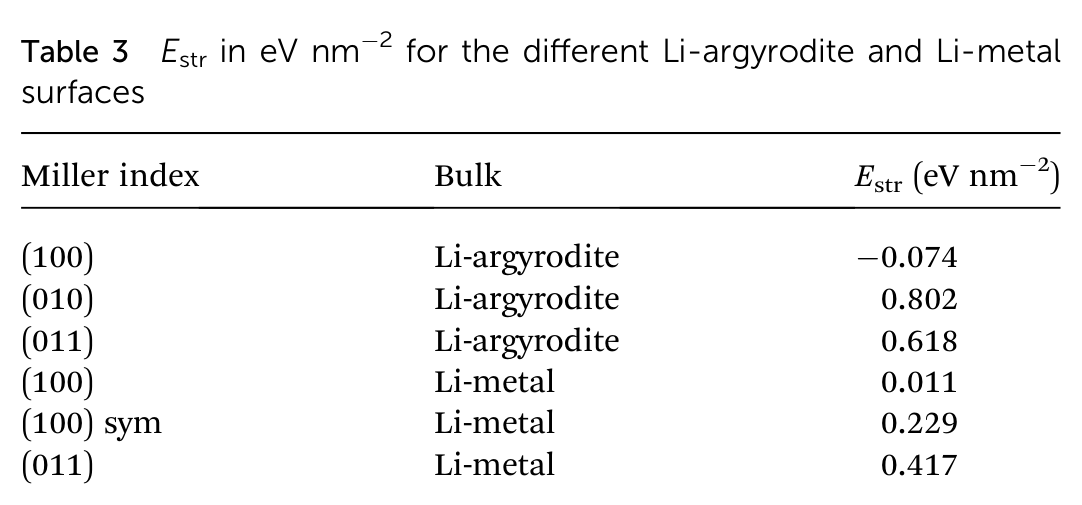 Table 3 E_str in eV nm⁻² for the different Li-argyrodite and Li-metal
surfaces
Miller index Bulk E_str (eV nm⁻²)
(100) Li-argyrodite −0.074
(010) Li-argyrodite 0.802
(011) Li-argyrodite 0.618
(100) Li-metal 0.011
(100) sym Li-metal 0.229
(011) Li-metal 0.417